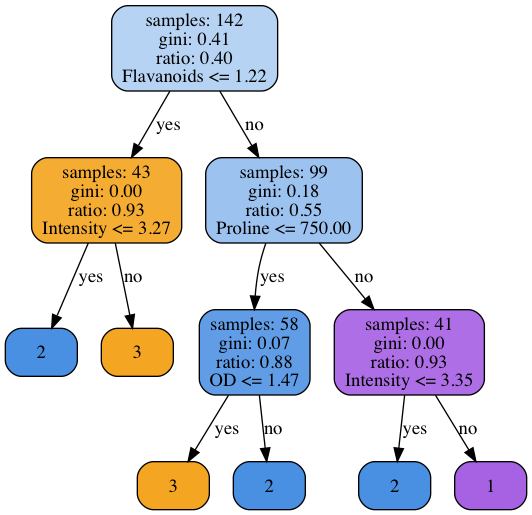 samples: 142
gini: 0.41
ratio: 0.40
Flavanoids <= 1.22
yes
no
samples: 43
gini: 0.00
ratio: 0.93
Intensity <= 3.27
samples: 99
gini: 0.18
ratio: 0.55
Proline <= 750.00
yes
no
yes
no
2
3
samples: 58
gini: 0.07
ratio: 0.88
OD <= 1.47
samples: 41
gini: 0.00
ratio: 0.93
Intensity <= 3.35
yes
no
yes
no
3
2
2
1